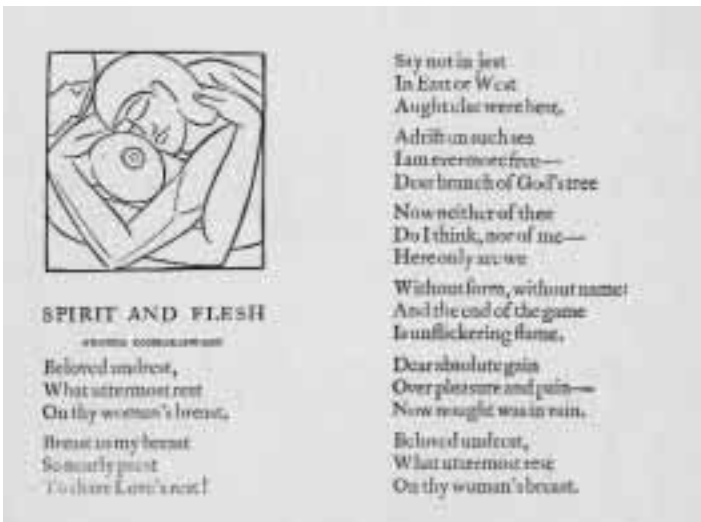 SPIRIT AND FLESH
Beloved undrest,
What uttermost rest
On thy woman's breast.
Breast to my breast
So nearly prest
To share Love's nest!
Say not in jest
In East or West
Aught else were best.
Adrift on such sea
I am evermore free—
Dear branch of God's tree
Now neither of thee
Do I think, nor of me—
Here only are we
Without form, without name:
And the end of the game
Is unflickering flame.
Dear absolute gain
Over pleasure and pain—
Now nought was in vain.
Beloved undrest,
What uttermost rest
On thy woman's breast.